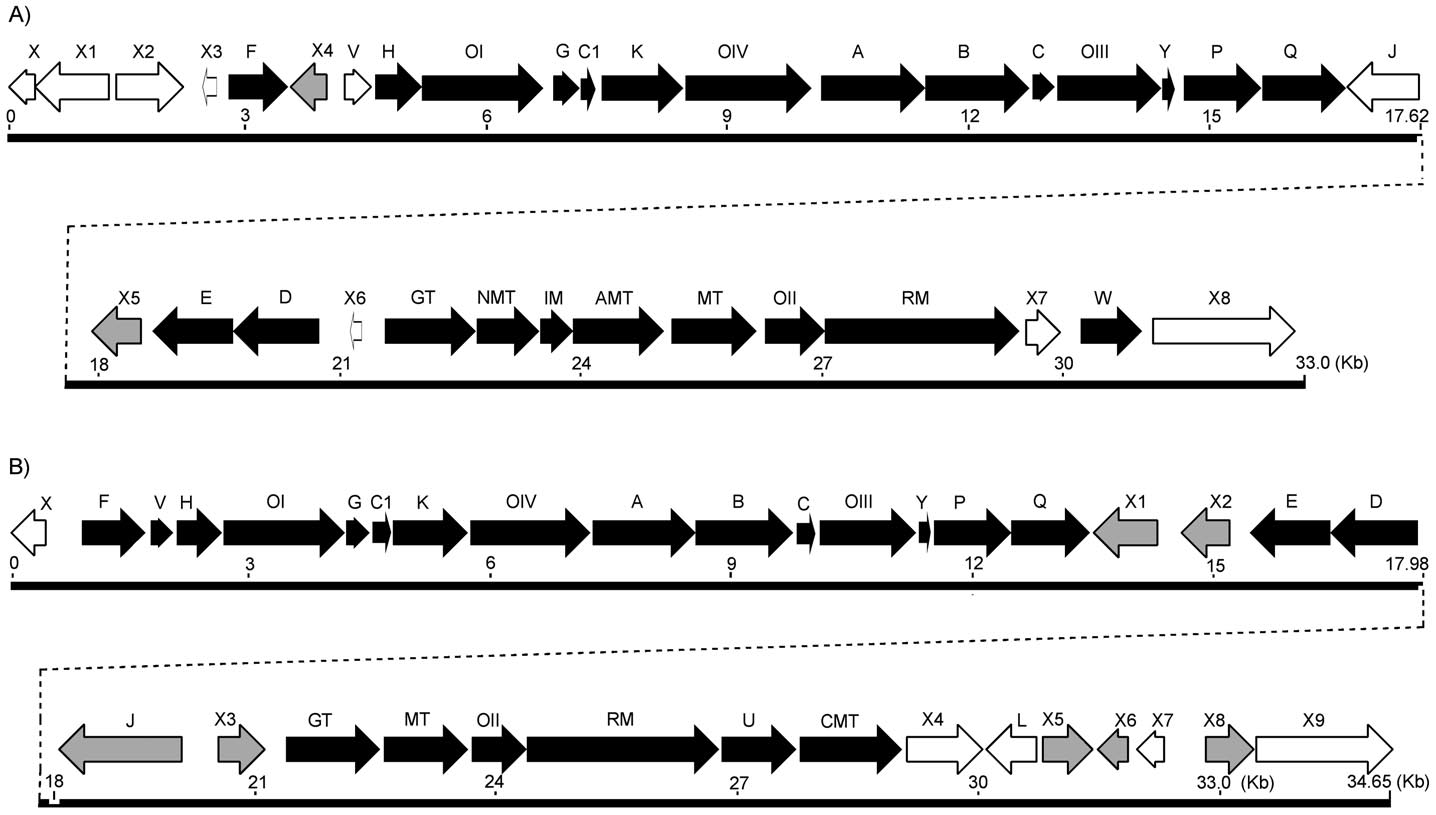 A)
X X1 X2 X3 F X4 V H OI G C1 K OIV A B C OIII Y P Q J
0 3 6 9 12 15 17.62
X5 E D X6 GT NMT IM AMT MT OII RM X7 W X8
18 21 24 27 30 33.0 (Kb)
B)
X F V H OI G C1 K OIV A B C OIII Y P Q X1 X2 E D
0 3 6 9 12 15 17.98
J X3 GT MT OII RM U CMT X4 L X5 X6 X7 X8 X9
18 21 24 27 30 33.0 (Kb) 34.65 (Kb)